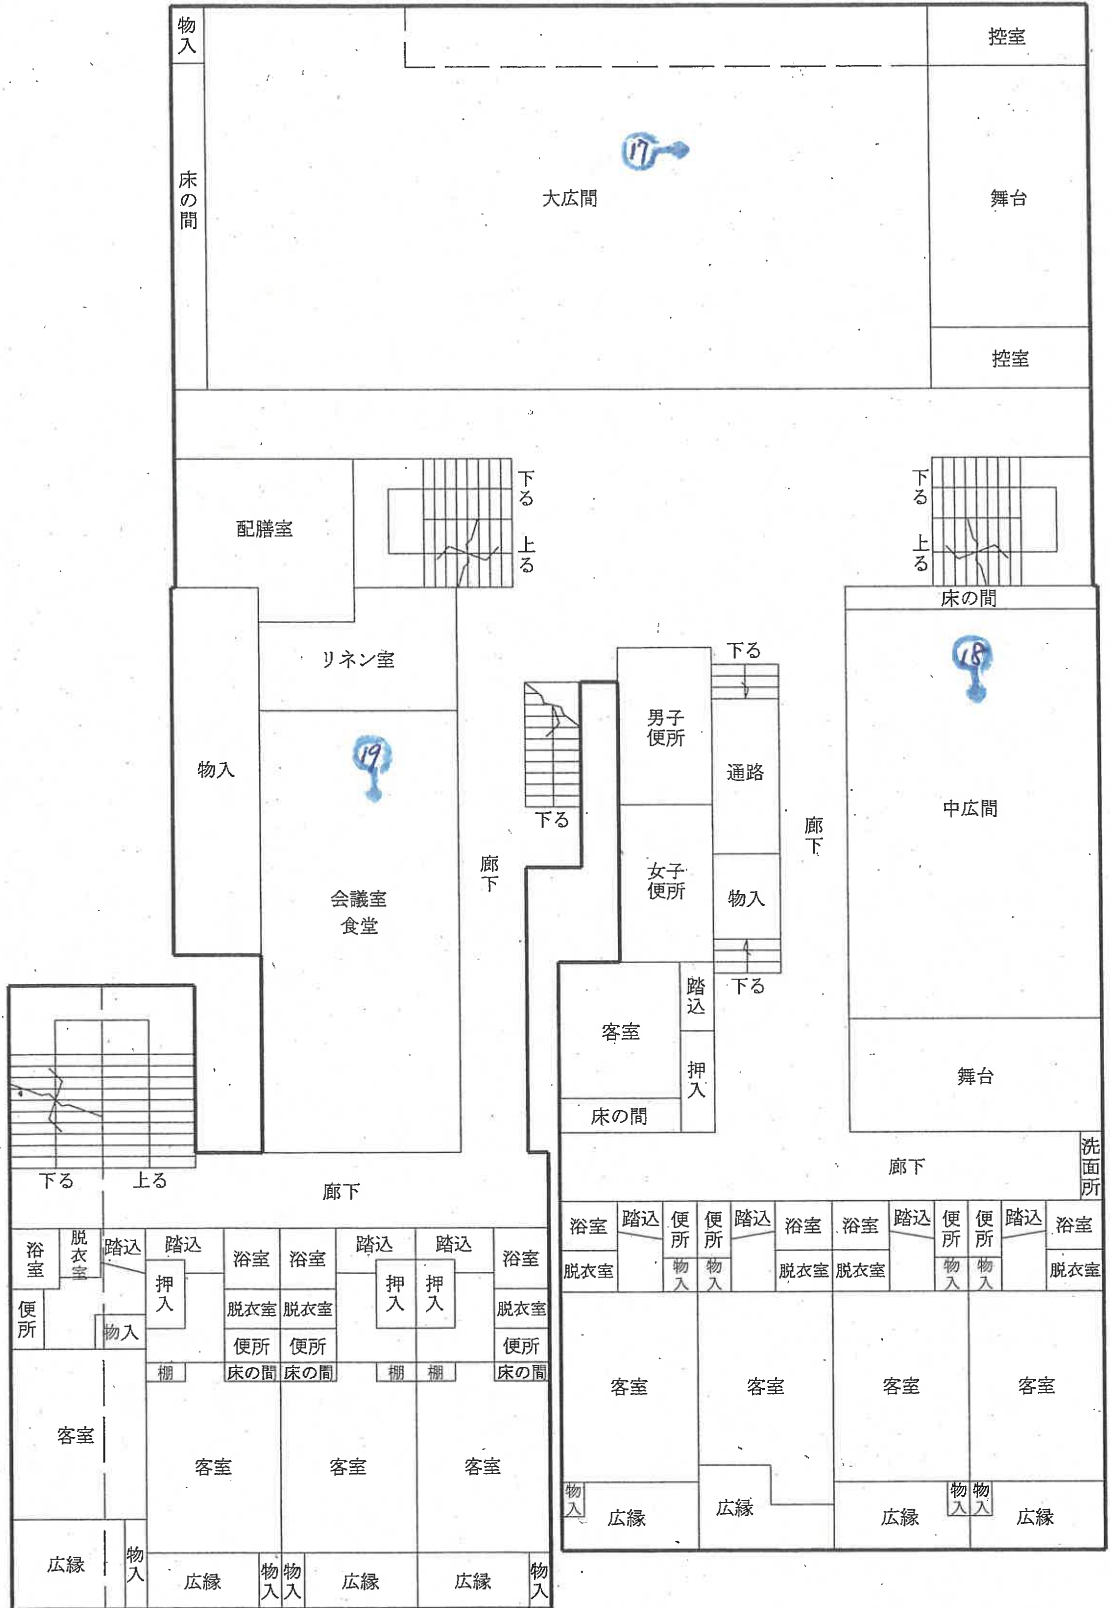 物入
控室
17
床の間
大広間
舞台
控室
配膳室
下る
上る
下る
上る
床の間
リネン室
下る
18
男子
便所
19
物入
通路
中広間
下る
廊下
廊下
女子
便所
物入
会議室
食堂
下る
踏込
客室
押入
舞台
床の間
下る
上る
廊下
廊下
洗面所
浴室
脱衣室
踏込
踏込
浴室
浴室
踏込
踏込
浴室
押入
押入
押入
便所
物入
脱衣室
脱衣室
脱衣室
便所
便所
便所
棚
床の間
床の間
棚
棚
床の間
客室
客室
客室
客室
広縁
物入
広縁
物入
物入
広縁
広縁
物入
浴室
踏込
便所
便所
踏込
浴室
浴室
踏込
便所
便所
踏込
浴室
脱衣室
物入
物入
脱衣室
脱衣室
物入
物入
脱衣室
客室
客室
客室
客室
物入
広縁
広縁
広縁
物入
物入
広縁